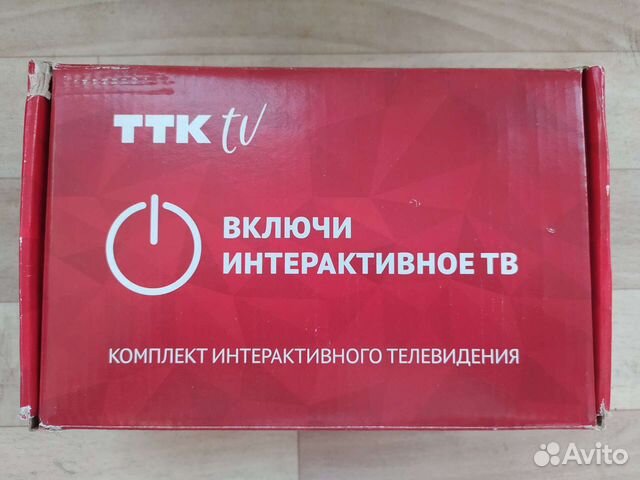 ТТК tv
ВКЛЮЧИ
ИНТЕРАКТИВНОЕ ТВ
КОМПЛЕКТ ИНТЕРАКТИВНОГО ТЕЛЕВИДЕНИЯ
Avito